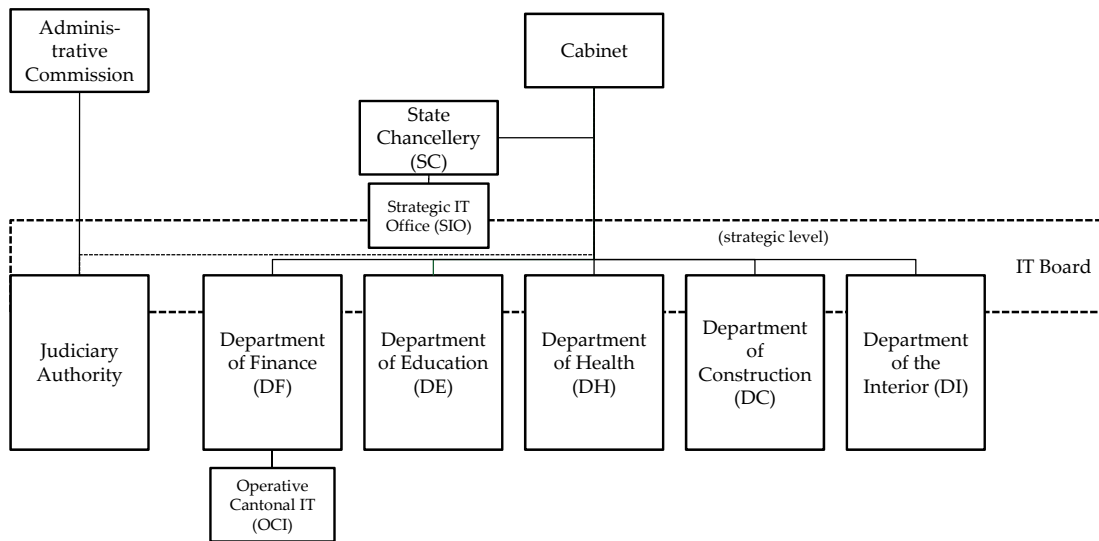 Adminis-
trative
Commission
Cabinet
State
Chancellery
(SC)
Strategic IT
Office (SIO)
(strategic level)
IT Board
Judiciary
Authority
Department
of Finance
(DF)
Department
of Education
(DE)
Department
of Health
(DH)
Department
of
Construction
(DC)
Department
of the
Interior (DI)
Operative
Cantonal IT
(OCI)